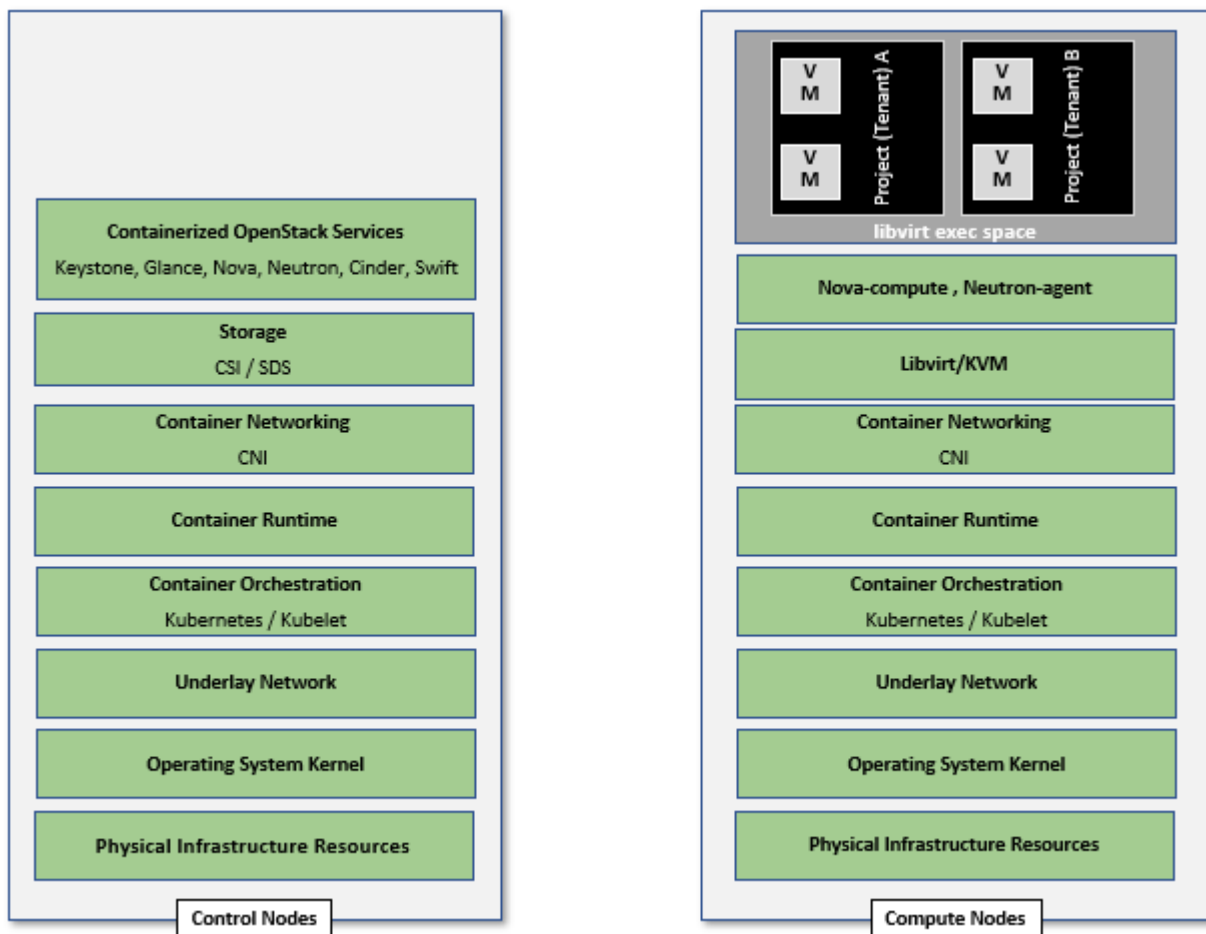 Containerized OpenStack Services
Keystone, Glance, Nova, Neutron, Cinder, Swift
Storage
CSI / SDS
Container Networking
CNI
Container Runtime
Container Orchestration
Kubernetes / Kubelet
Underlay Network
Operating System Kernel
Physical Infrastructure Resources
Control Nodes
V
M
V
M
Project (Tenant) A
V
M
V
M
Project (Tenant) B
libvirt exec space
Nova-compute , Neutron-agent
Libvirt/KVM
Container Networking
CNI
Container Runtime
Container Orchestration
Kubernetes / Kubelet
Underlay Network
Operating System Kernel
Physical Infrastructure Resources
Compute Nodes